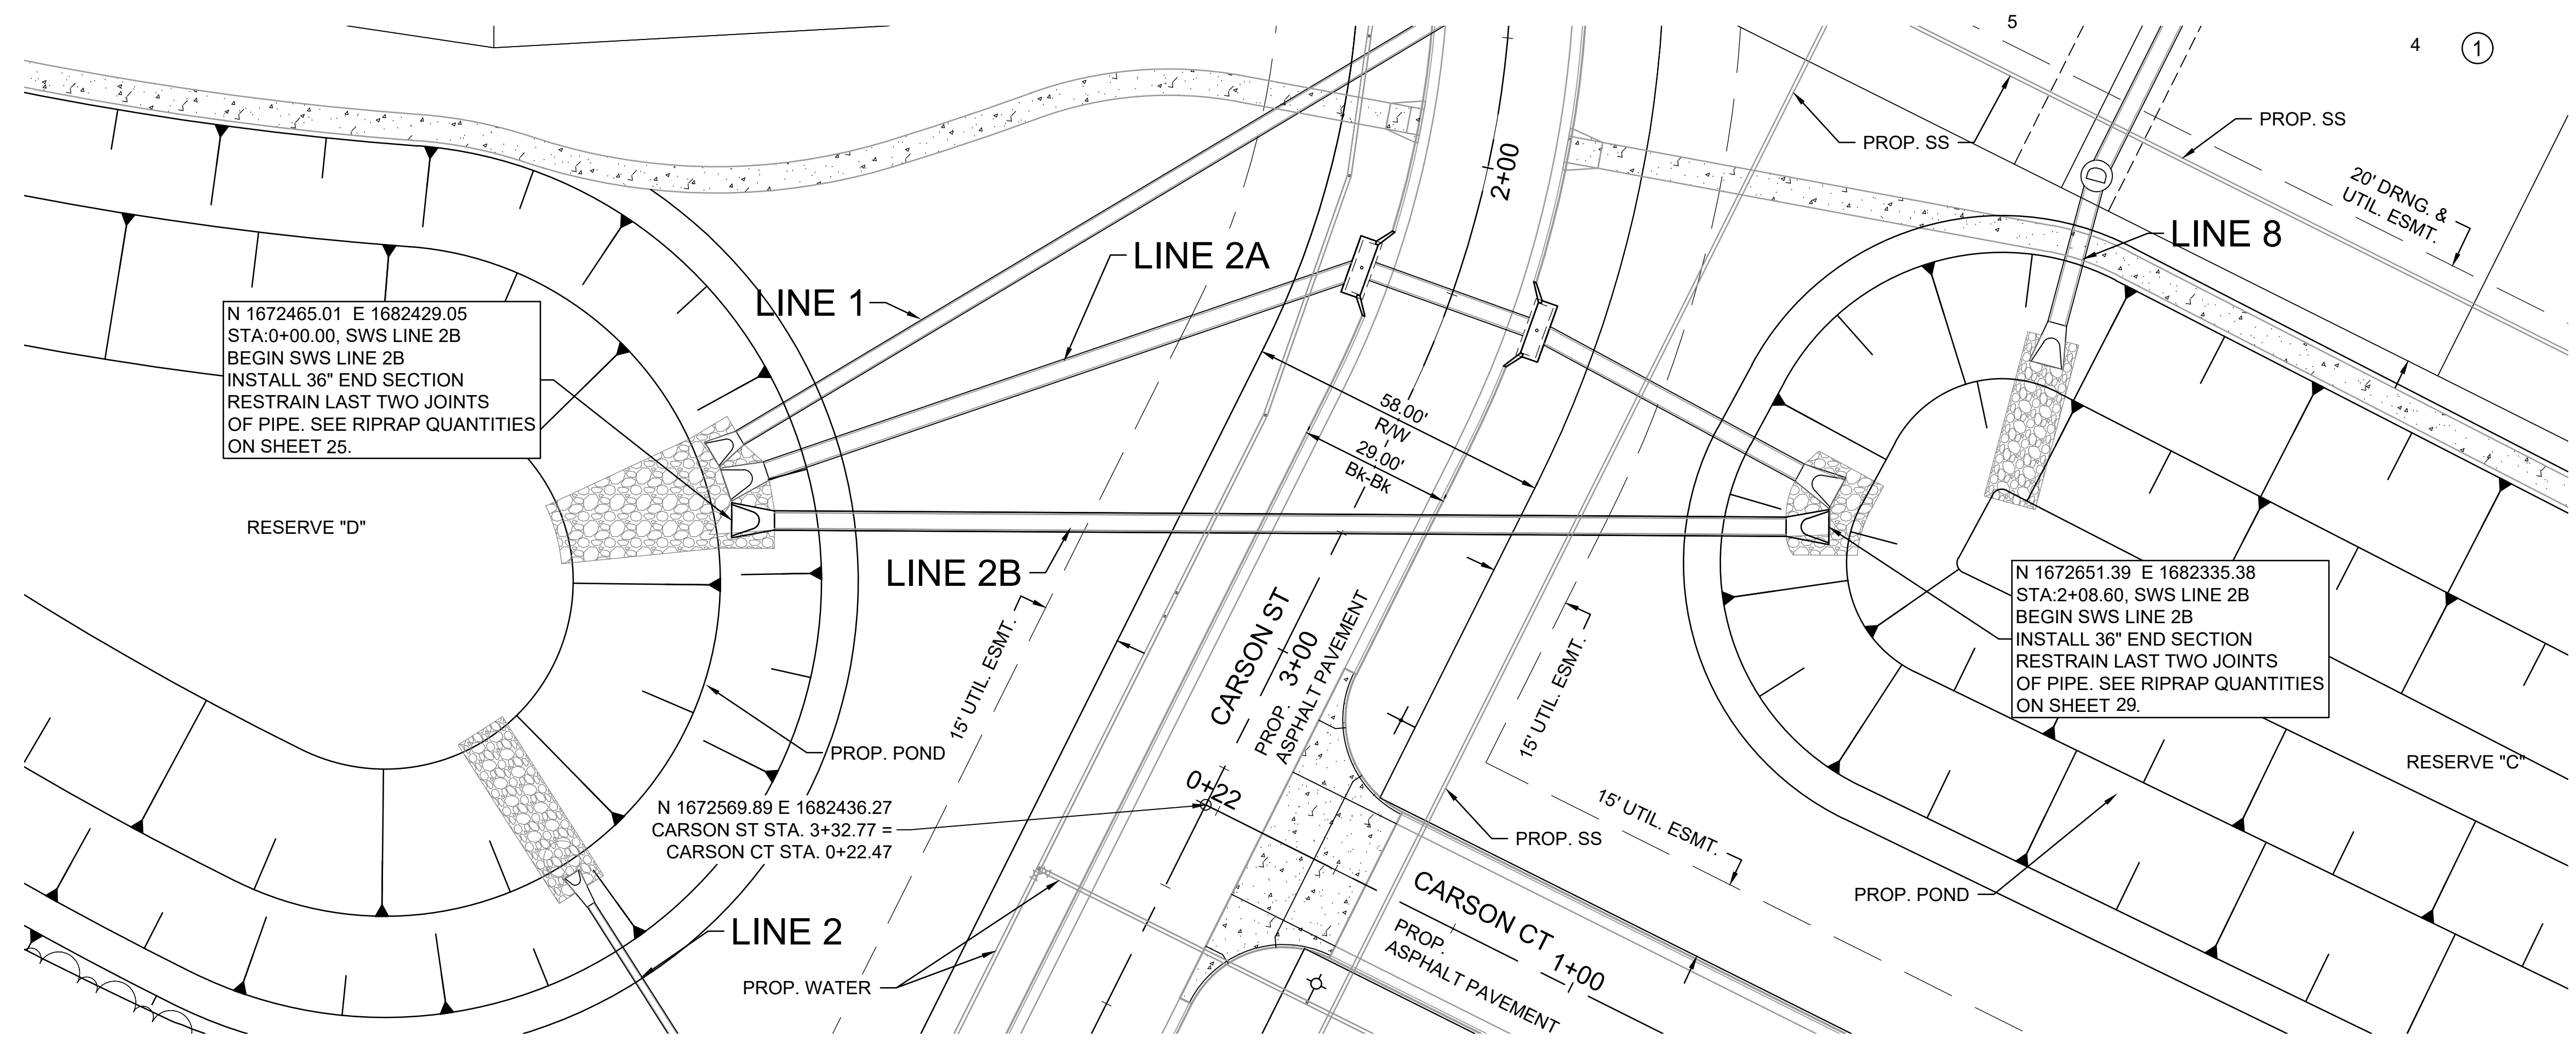 5
4
1
PROP. SS
PROP. SS
20' DRNG. &
UTIL. ESMT.
2+00
LINE 8
LINE 2A
LINE 1
N 1672465.01  E 1682429.05
STA:0+00.00, SWS LINE 2B
BEGIN SWS LINE 2B
INSTALL 36" END SECTION
RESTRAIN LAST TWO JOINTS
OF PIPE. SEE RIPRAP QUANTITIES
ON SHEET 25.
58.00'
R/W
29.00'
Bk-Bk
RESERVE "D"
LINE 2B
N 1672651.39  E 1682335.38
STA:2+08.60, SWS LINE 2B
BEGIN SWS LINE 2B
INSTALL 36" END SECTION
RESTRAIN LAST TWO JOINTS
OF PIPE. SEE RIPRAP QUANTITIES
ON SHEET 29.
15' UTIL. ESMT.
CARSON ST
3+00
PROP.
ASPHALT PAVEMENT
15' UTIL. ESMT.
PROP. POND
RESERVE "C"
0+22
N 1672569.89 E 1682436.27
CARSON ST STA. 3+32.77 =
CARSON CT STA. 0+22.47
15' UTIL. ESMT.
PROP. SS
PROP. POND
LINE 2
CARSON CT
1+00
PROP.
ASPHALT PAVEMENT
PROP. WATER